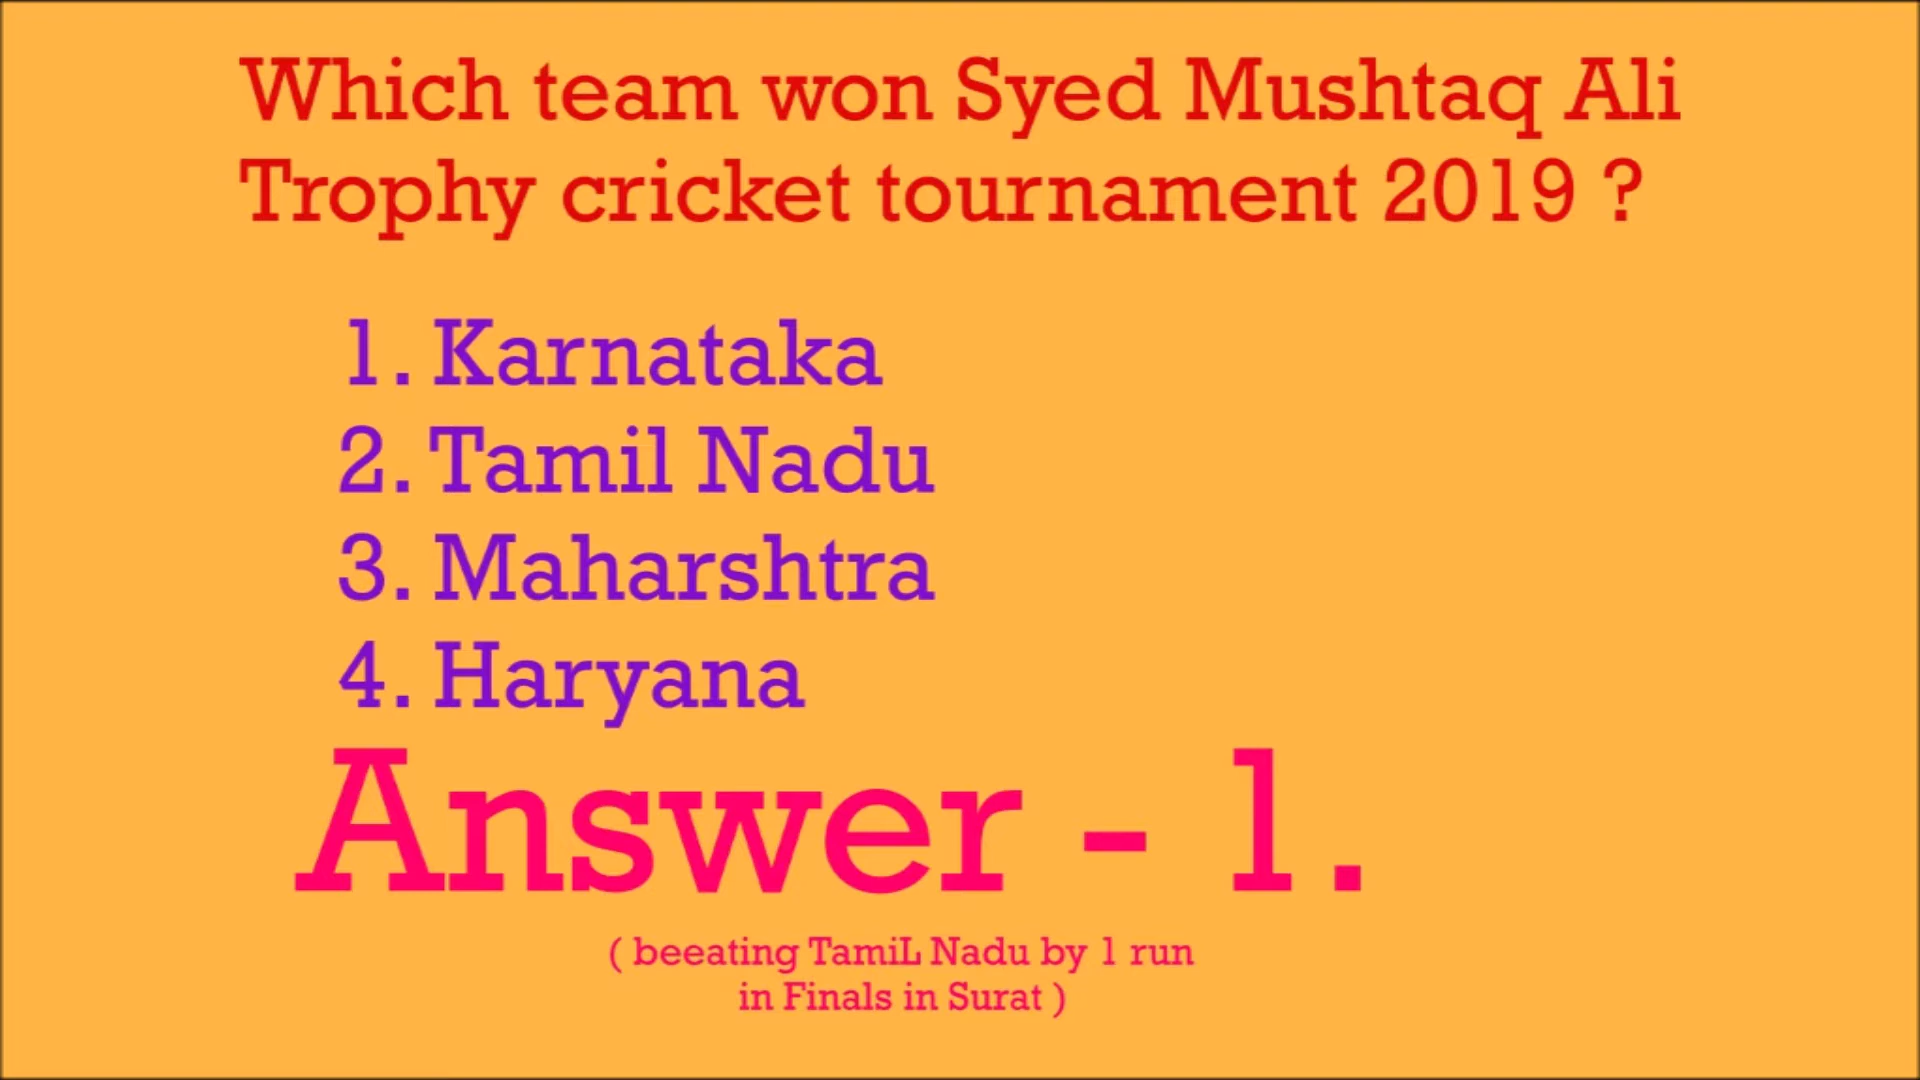 Which team won Syed Mushtaq Ali
Trophy cricket tournament 2019 ?
1. Karnataka
2. Tamil Nadu
3. Maharshtra
4. Haryana
Answer - 1.
( beeating TamiL Nadu by 1 run
in Finals in Surat )